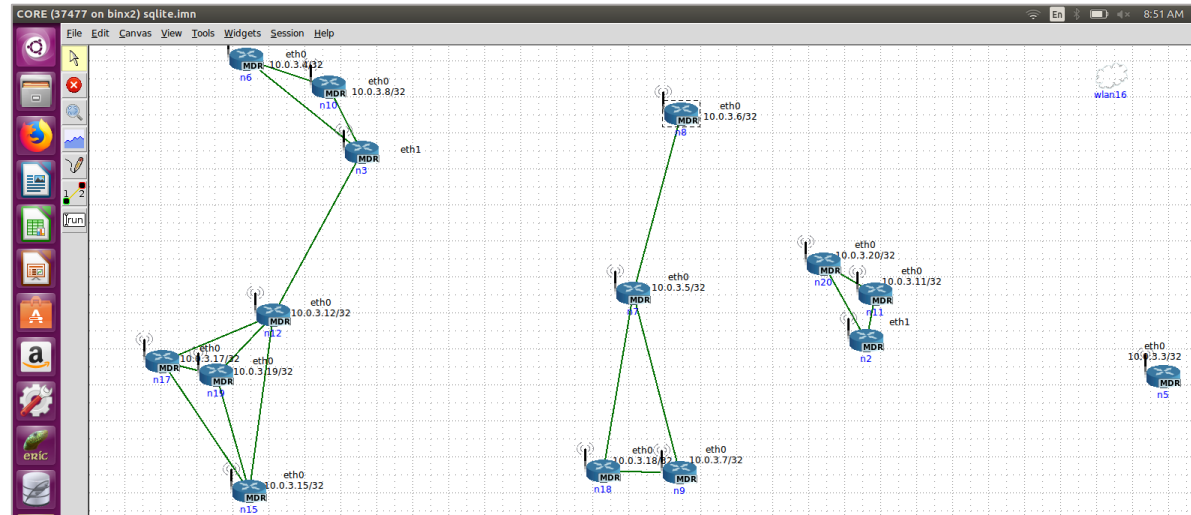 CORE (37477 on binx2) sqlite.imn
En
8:51 AM
File Edit Canvas View Tools Widgets Session Help
eth0
10.0.3.4/32
MDR
n6
eth0
10.0.3.8/32
MDR
n10
eth1
MDR
n3
eth0
10.0.3.6/32
MDR
n8
wlan16
1 2
run
eth0
10.0.3.20/32
MDR
n20
eth0
10.0.3.11/32
MDR
n11
eth1
MDR
n2
eth0
10.0.3.5/32
MDR
n7
eth0
10.0.3.12/32
MDR
n12
eth0
10.0.3.3/32
MDR
n5
eth0
10.0.3.17/32
MDR
n17
eth0
10.0.3.19/32
MDR
n19
eth0
10.0.3.18/32
MDR
n18
eth0
10.0.3.7/32
MDR
n9
eth0
10.0.3.15/32
MDR
n15
a
eric